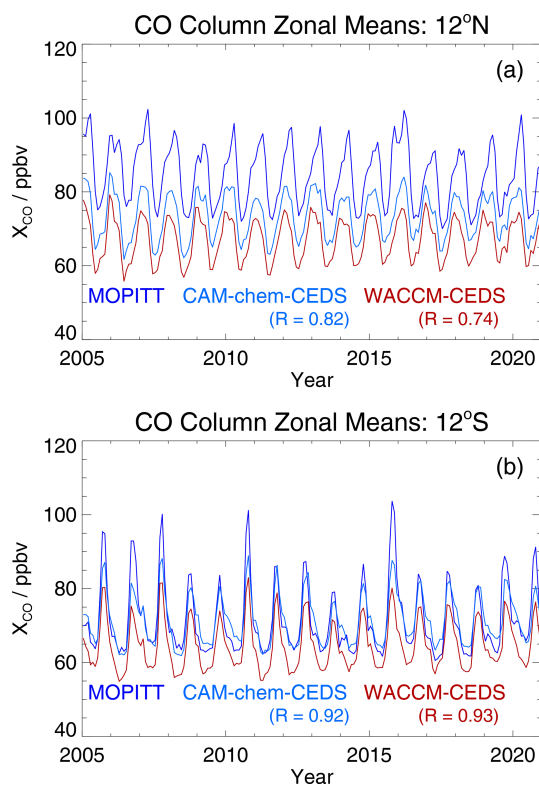 CO Column Zonal Means: 12°N
120
(a)
100
80
60
40
X_CO / ppbv
MOPITT CAM-chem-CEDS WACCM-CEDS
(R = 0.82) (R = 0.74)
2005 2010 2015 2020
Year
CO Column Zonal Means: 12°S
120
(b)
100
80
60
40
X_CO / ppbv
MOPITT CAM-chem-CEDS WACCM-CEDS
(R = 0.92) (R = 0.93)
2005 2010 2015 2020
Year